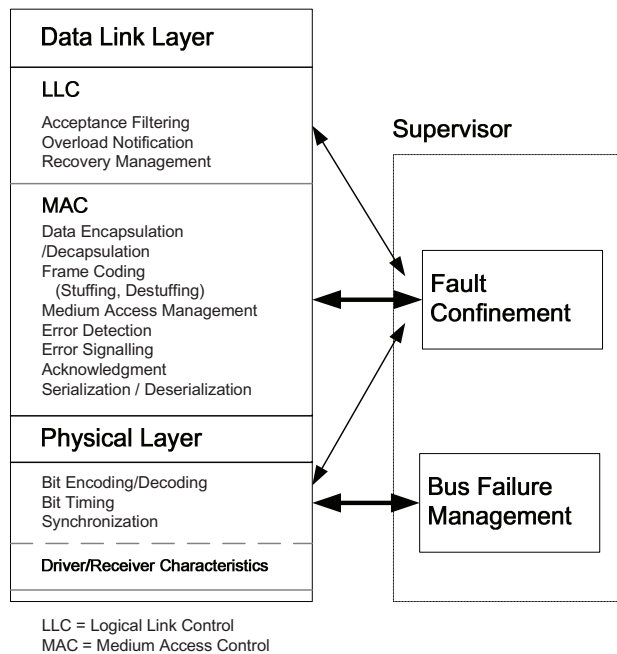 Data Link Layer
LLC
Acceptance Filtering
Overload Notification
Recovery Management
MAC
Data Encapsulation
/Decapsulation
Frame Coding
(Stuffing, Destuffing)
Medium Access Management
Error Detection
Error Signalling
Acknowledgment
Serialization / Deserialization
Physical Layer
Bit Encoding/Decoding
Bit Timing
Synchronization
Driver/Receiver Characteristics
LLC = Logical Link Control
MAC = Medium Access Control
Supervisor
Fault
Confinement
Bus Failure
Management